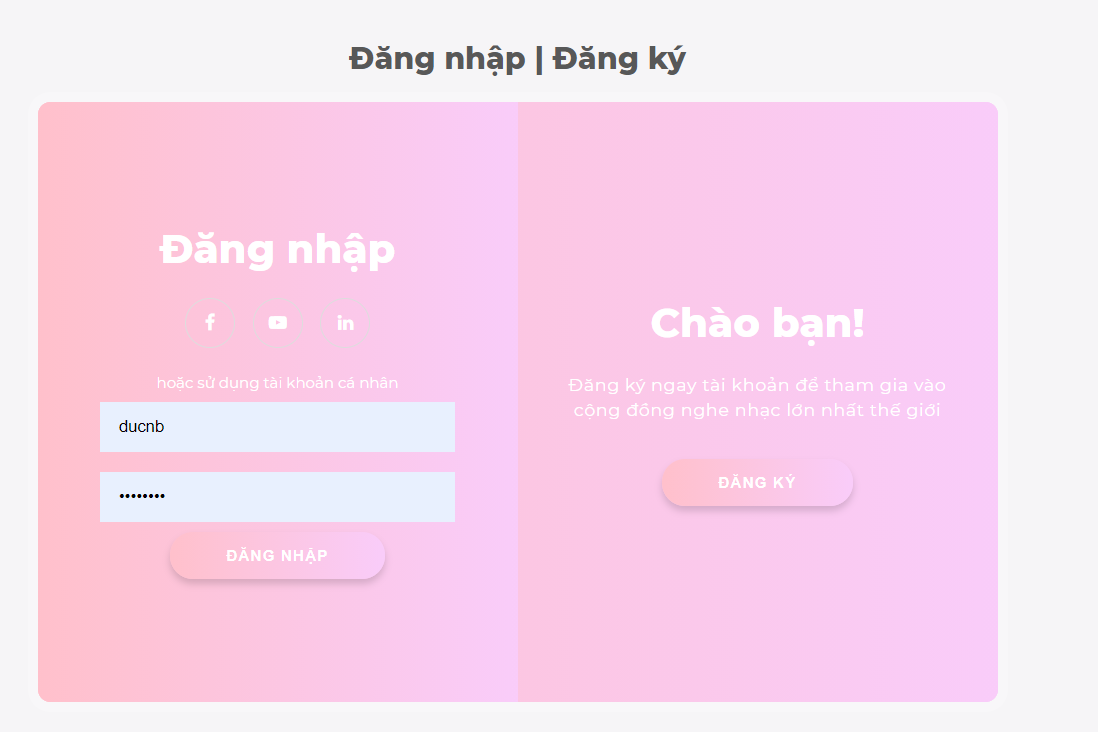 Đăng nhập | Đăng ký
Đăng nhập
hoặc sử dụng tài khoản cá nhân
ducnb
••••••••
ĐĂNG NHẬP
Chào bạn!
Đăng ký ngay tài khoản để tham gia vào
cộng đồng nghe nhạc lớn nhất thế giới
ĐĂNG KÝ